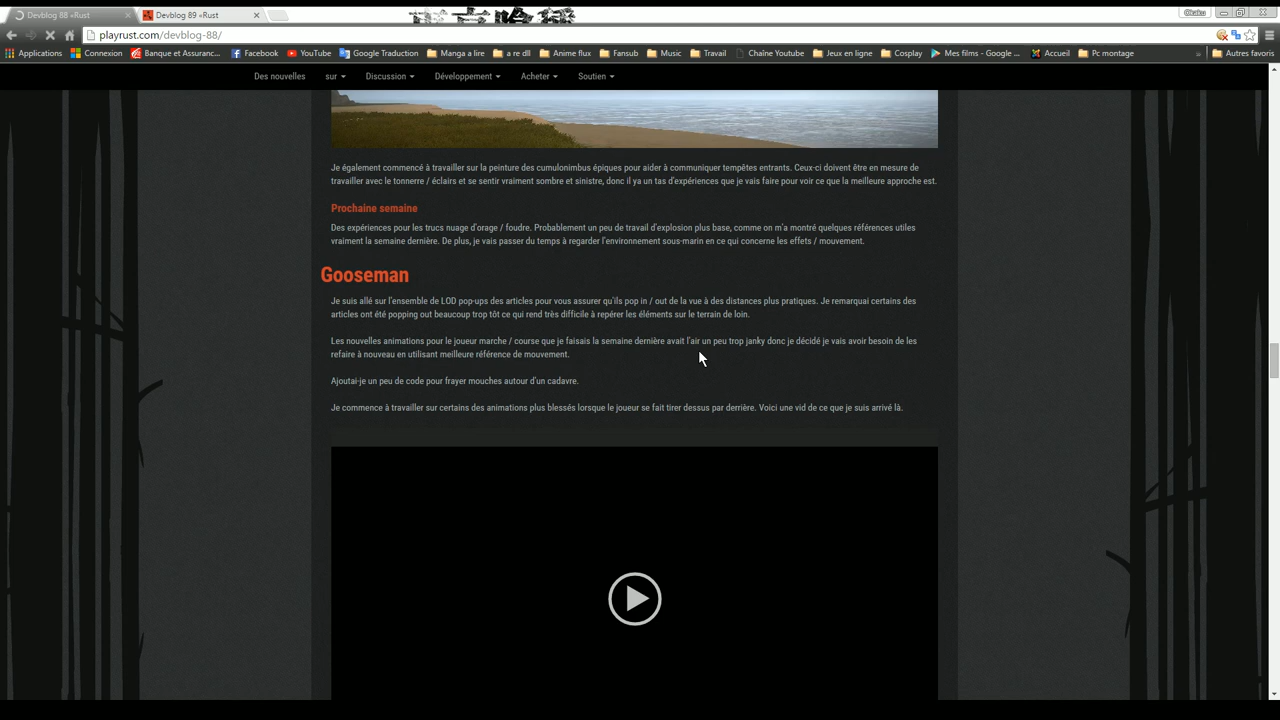 Devblog 88 «Rust
Devblog 89 «Rust
Okaku
playrust.com/devblog-88/
Applications Connexion Banque et Assuranc... Facebook YouTube Google Traduction Manga a lire a re dll Anime flux Fansub Music Travail Chaîne Youtube Jeux en ligne Cosplay Mes films - Google ... Accueil Pc montage » Autres favoris
Des nouvelles sur Discussion Développement Acheter Soutien
Je également commencé à travailler sur la peinture des cumulonimbus épiques pour aider à communiquer tempêtes entrants. Ceux-ci doivent être en mesure de
travailler avec le tonnerre / éclairs et se sentir vraiment sombre et sinistre, donc il ya un tas d'expériences que je vais faire pour voir ce que la meilleure approche est.
Prochaine semaine
Des expériences pour les trucs nuage d'orage / foudre. Probablement un peu de travail d'explosion plus base, comme on m'a montré quelques références utiles
vraiment la semaine dernière. De plus, je vais passer du temps à regarder l'environnement sous-marin en ce qui concerne les effets / mouvement.
Gooseman
Je suis allé sur l'ensemble de LOD pop-ups des articles pour vous assurer qu'ils pop in / out de la vue à des distances plus pratiques. Je remarquai certains des
articles ont été popping out beaucoup trop tôt ce qui rend très difficile à repérer les éléments sur le terrain de loin.
Les nouvelles animations pour le joueur marche / course que je faisais la semaine dernière avait l'air un peu trop janky donc je décidé je vais avoir besoin de les
refaire à nouveau en utilisant meilleure référence de mouvement.
Ajoutai-je un peu de code pour frayer mouches autour d'un cadavre.
Je commence à travailler sur certains des animations plus blessés lorsque le joueur se fait tirer dessus par derrière. Voici une vid de ce que je suis arrivé là.